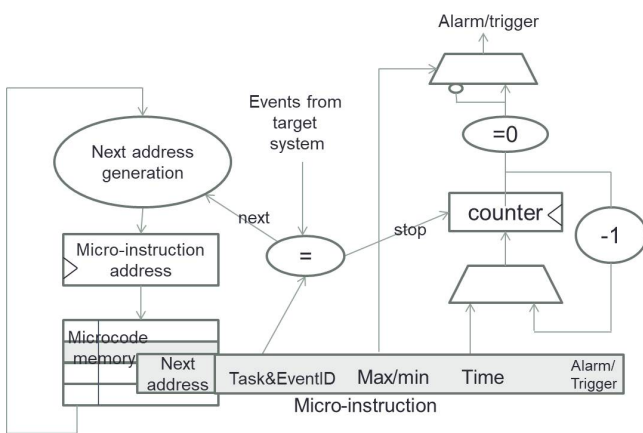 Alarm/trigger
Events from
target
system
Next address
generation
=0
next
stop
counter
-1
=
Micro-instruction
address
Microcode
memory
Next
address
Task&EventID
Max/min
Time
Alarm/
Trigger
Micro-instruction